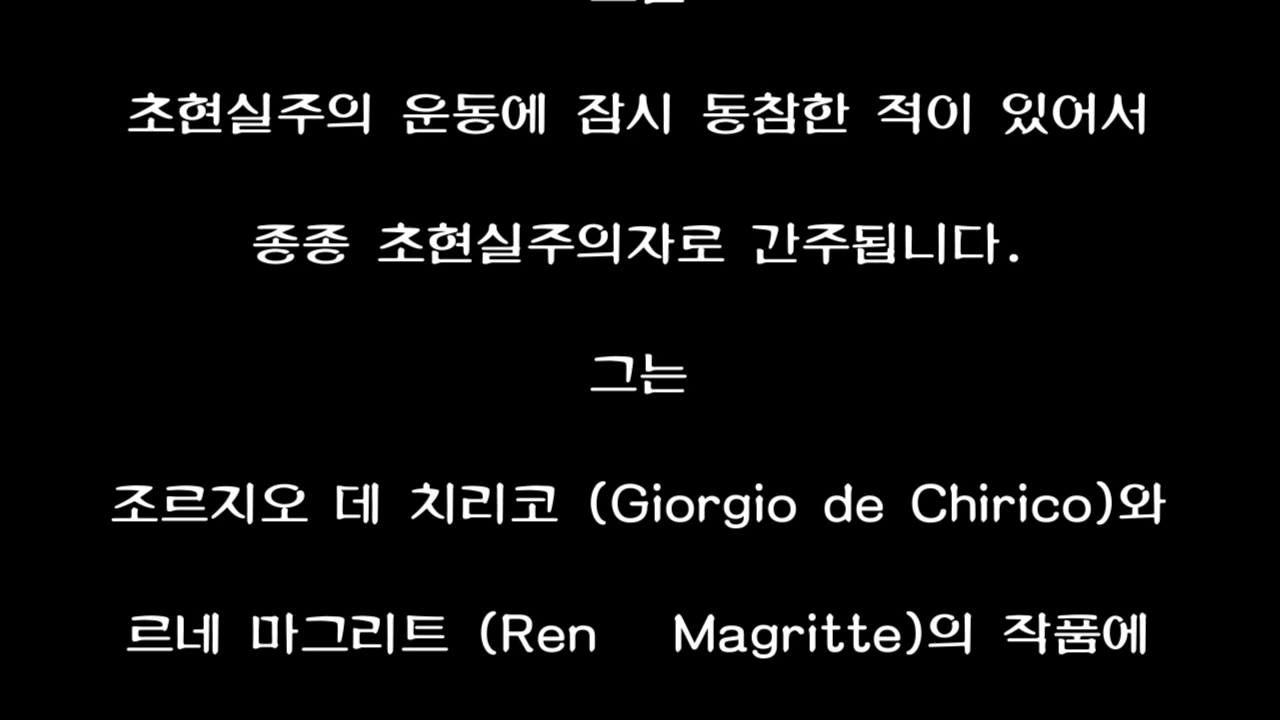 초현실주의 운동에 잠시 동참한 적이 있어서
종종 초현실주의자로 간주됩니다.
그는
조르지오 데 치리코 (Giorgio de Chirico)와
르네 마그리트 (Ren   Magritte)의 작품에